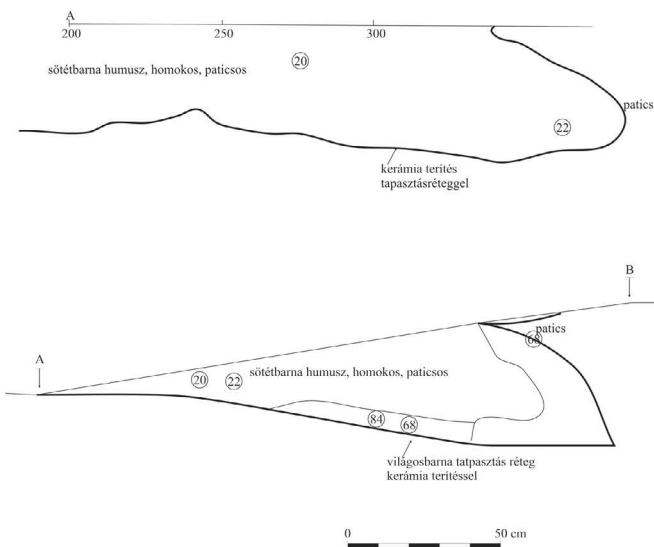 A
200 250 300
sötétbarna humusz, homokos, paticsos
20
patics
22
kerámia terítés
tapasztásréteggel
B
A
patics
68
20
22
sötétbarna humusz, homokos, paticsos
84
68
világosbarna tatpasztás réteg
kerámia terítéssel
0 50 cm